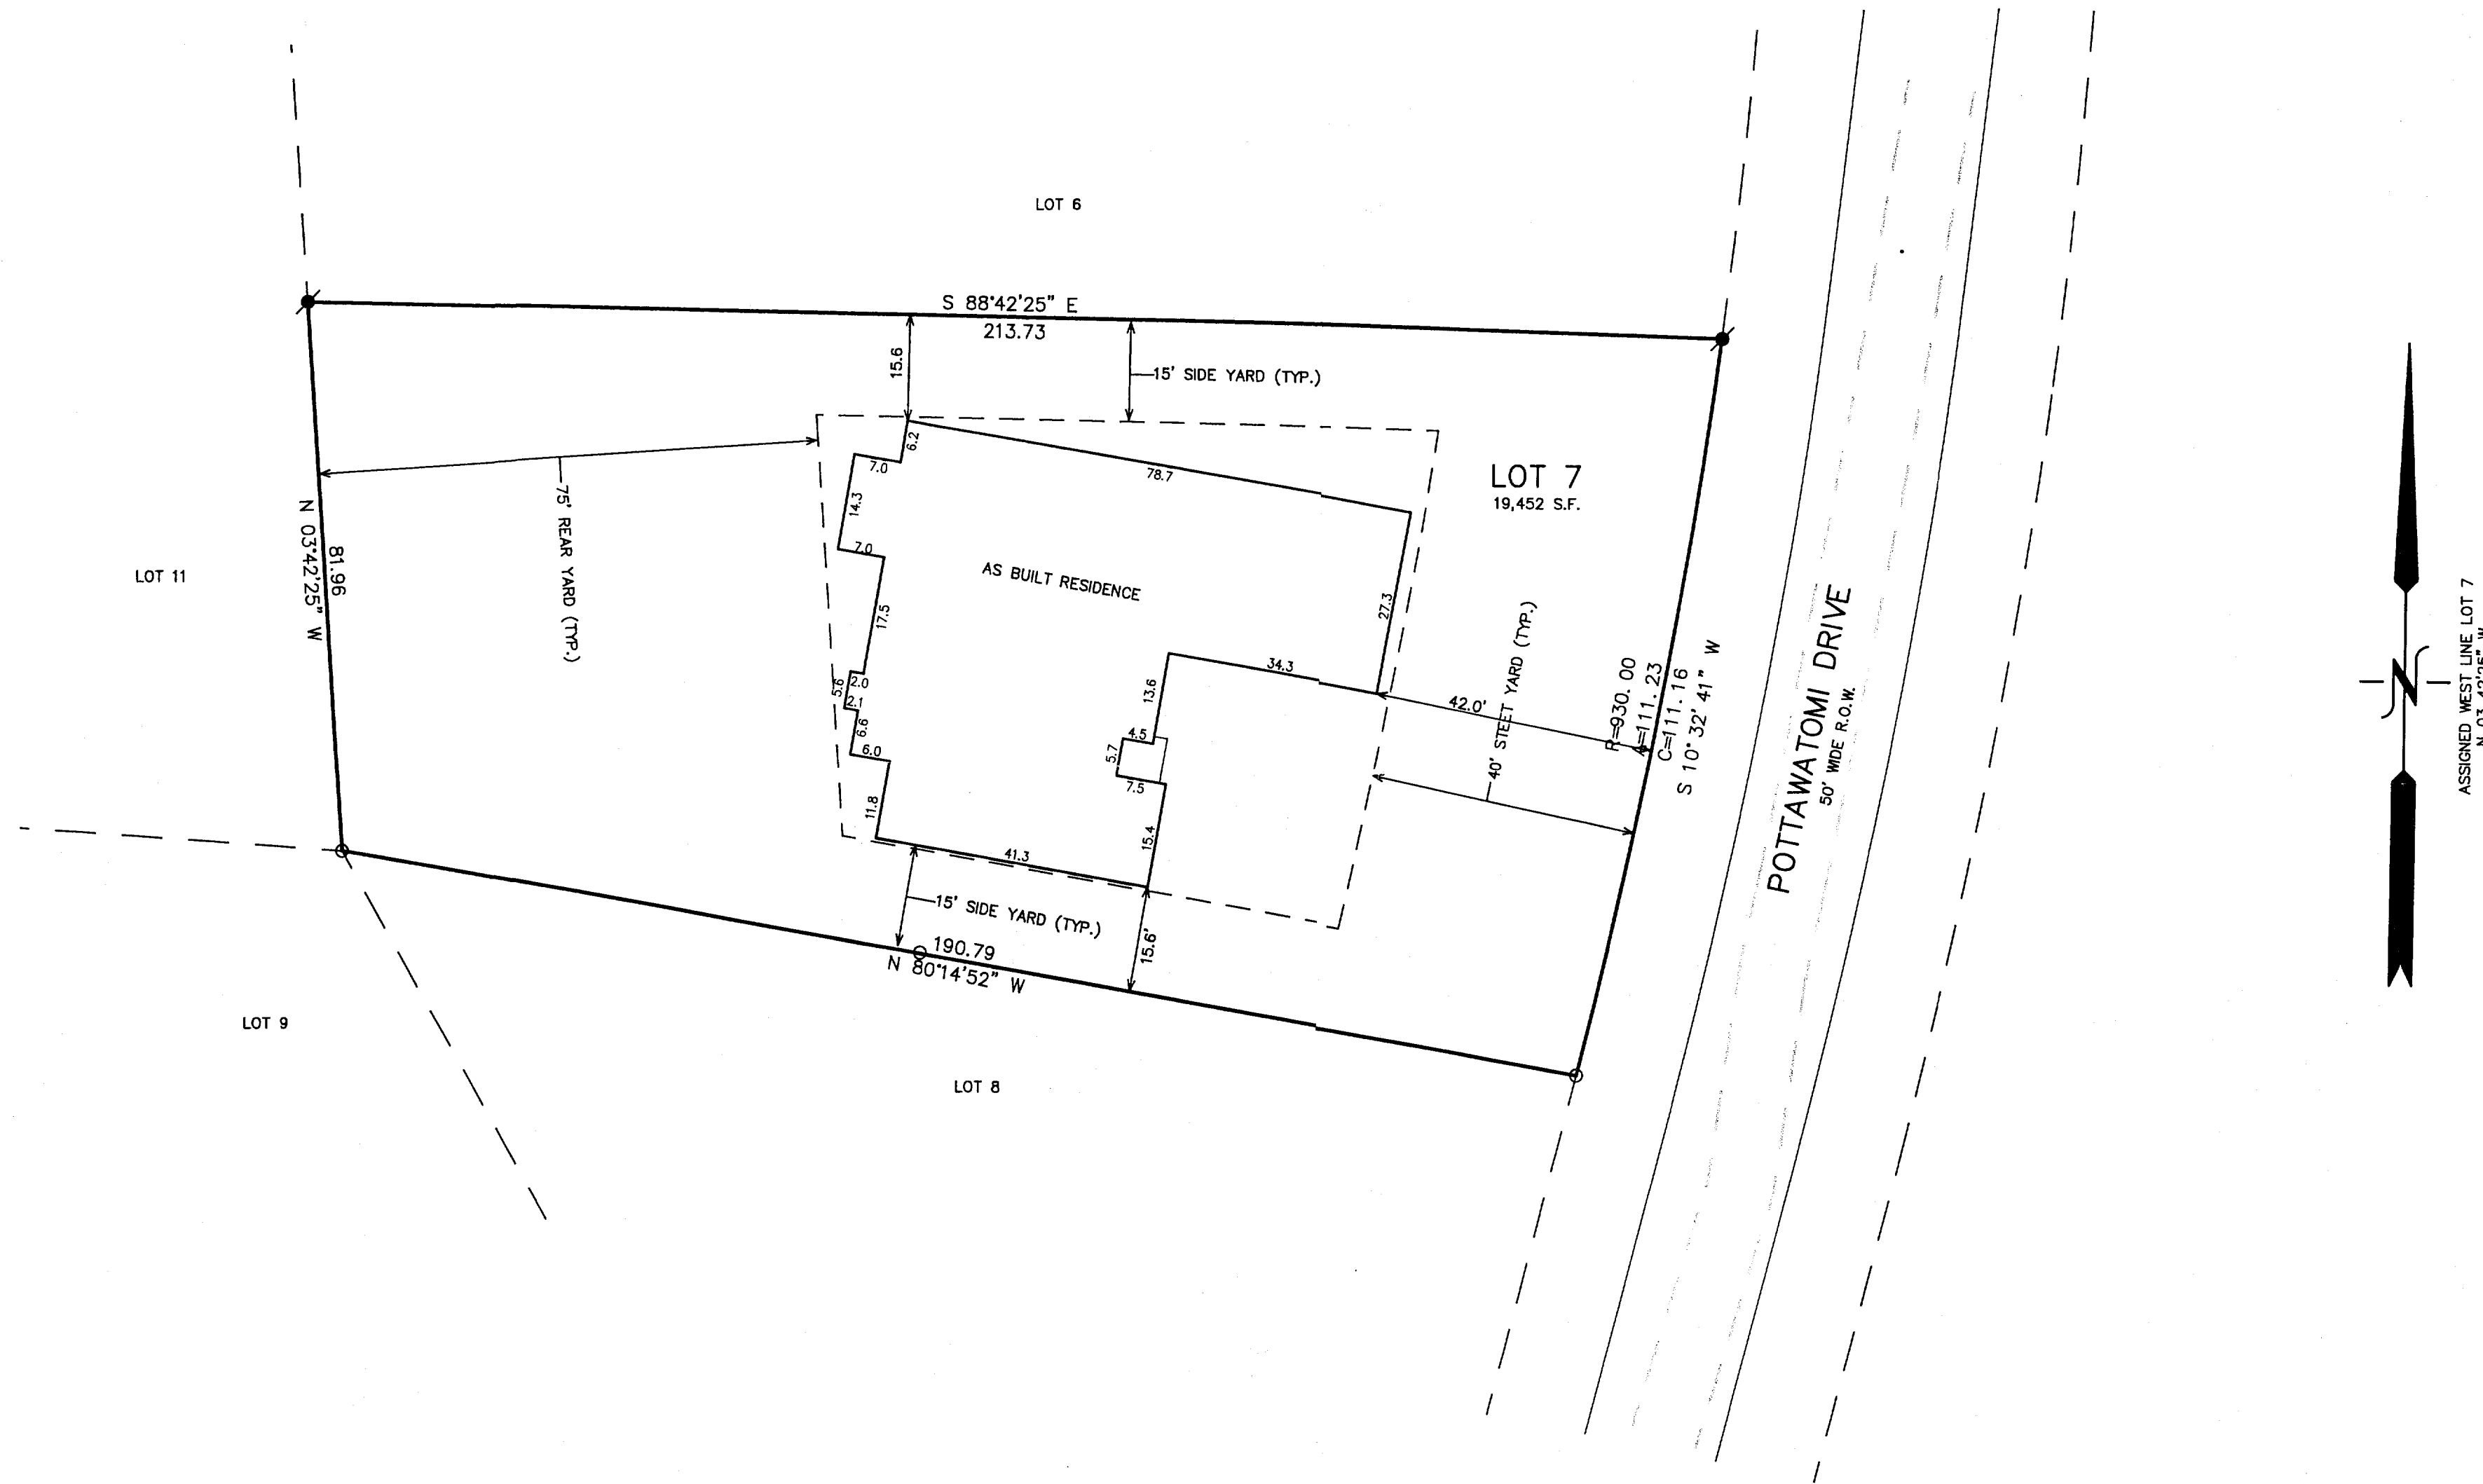 LOT 6
S 88°42'25" E
213.73
15.6
15' SIDE YARD (TYP.)
6.2
7.0
78.7
LOT 7
19,452 S.F.
14.3
75' REAR YARD (TYP.)
N 03°42'25" W
81.96
7.0
LOT 11
AS BUILT RESIDENCE
17.5
27.3
34.3
2.0
5.6
2.1
6.6
6.0
13.6
4.5
5.7
7.5
42.0'
40' STEET YARD (TYP.)
R=930.00
A=111.23
C=111.16
S 10°32'41" W
POTTAWATOMI DRIVE
50' WIDE R.O.W.
11.8
15.4
41.3
15' SIDE YARD (TYP.)
15.6'
190.79
N 80°14'52" W
LOT 9
LOT 8
N
ASSIGNED WEST LINE LOT 7
N 03°42'25" W